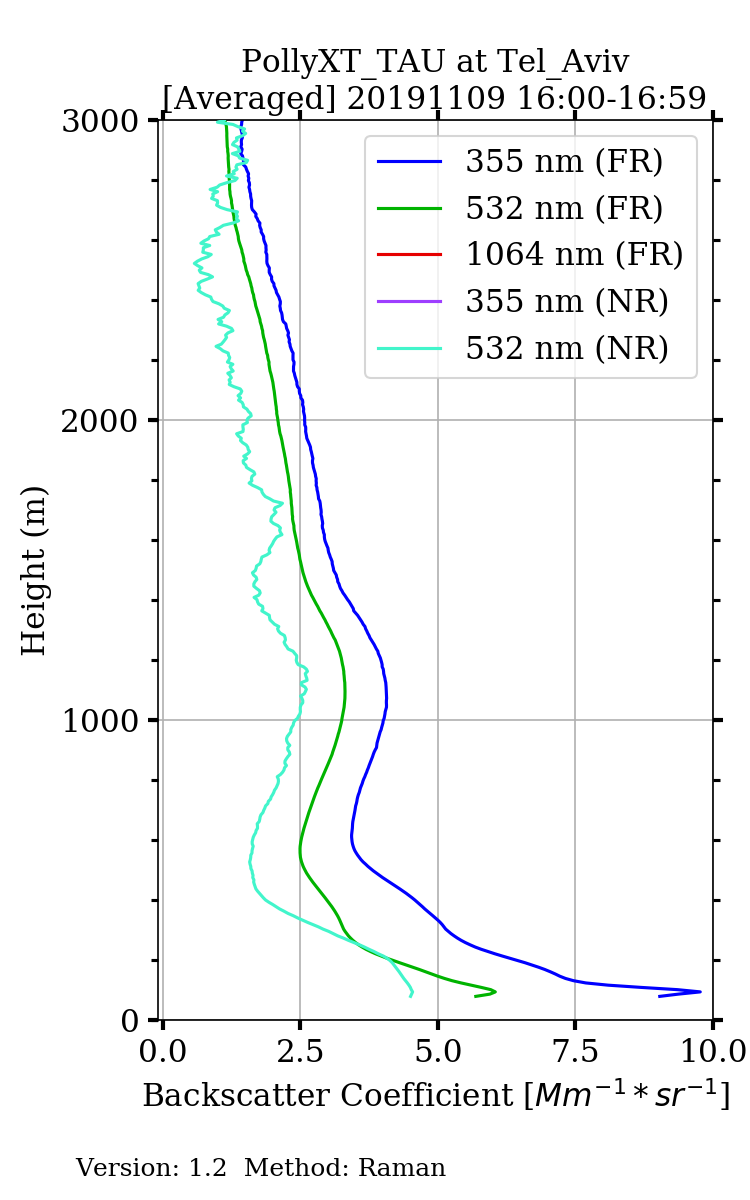 PollyXT_TAU at Tel_Aviv
[Averaged] 20191109 16:00-16:59
3000
2000
1000
0
Height (m)
355 nm (FR)
532 nm (FR)
1064 nm (FR)
355 nm (NR)
532 nm (NR)
0.0 2.5 5.0 7.5 10.0
Backscatter Coefficient [Mm⁻¹ * sr⁻¹]
Version: 1.2 Method: Raman